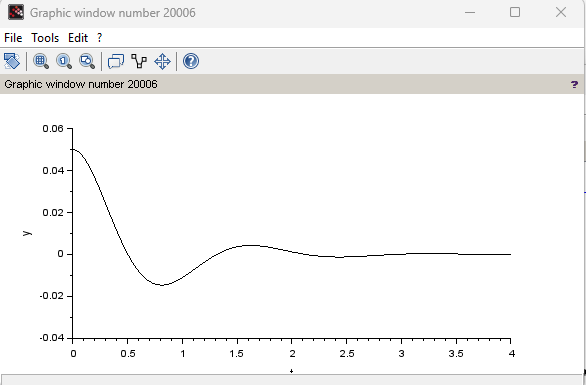 Graphic window number 20006
File Tools Edit ?
Graphic window number 20006 ?
0.06
0.04
0.02
0
-0.02
-0.04
y
0 0.5 1 1.5 2 2.5 3 3.5 4